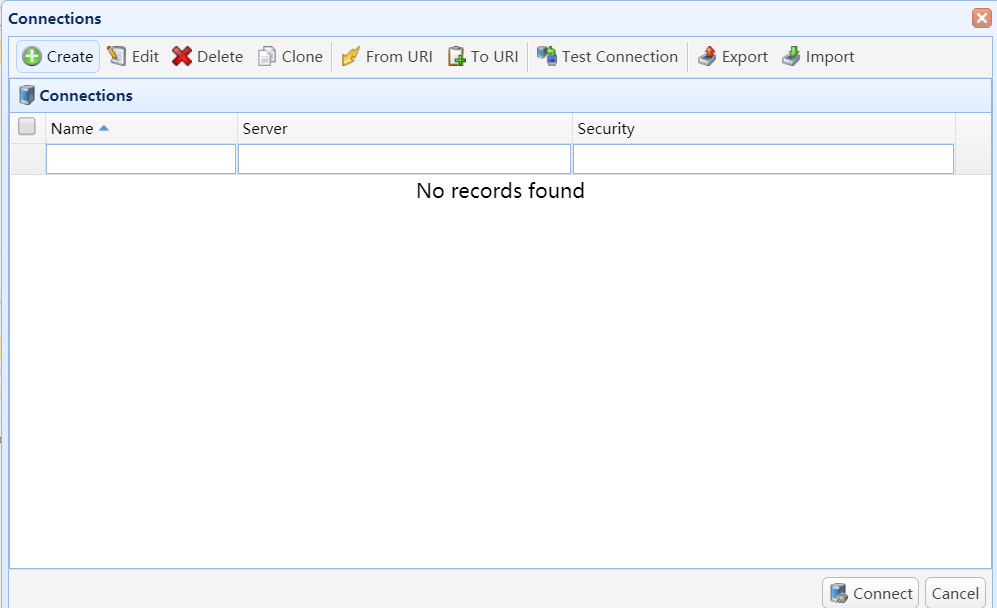 Connections
Create Edit Delete Clone From URI To URI Test Connection Export Import
Connections
Name Server Security
No records found
Connect Cancel